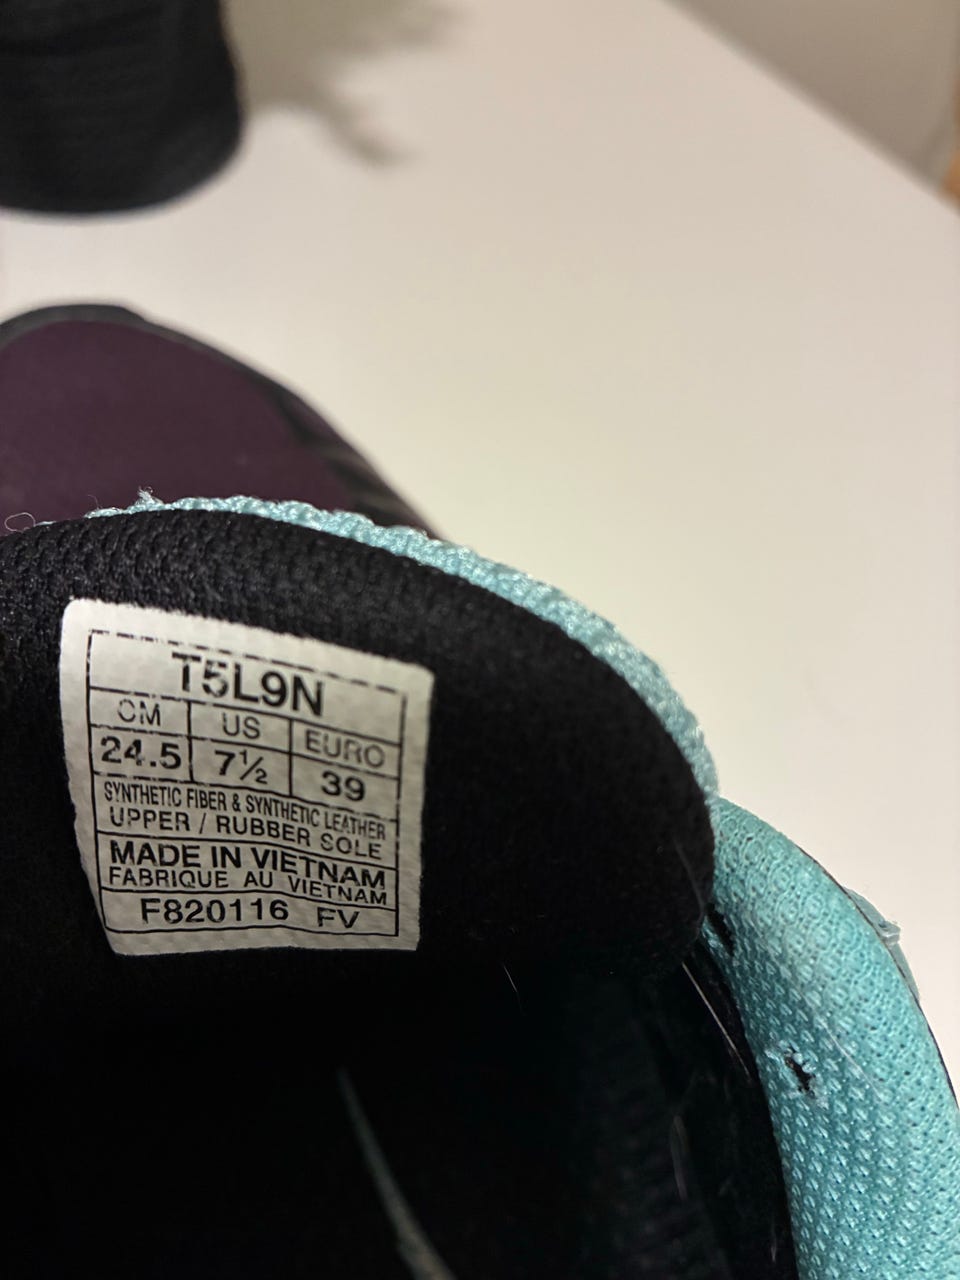 T5L9N
CM US EURO
24.5 7½ 39
SYNTHETIC FIBER & SYNTHETIC LEATHER
UPPER / RUBBER SOLE
MADE IN VIETNAM
FABRIQUE AU VIETNAM
F820116 FV